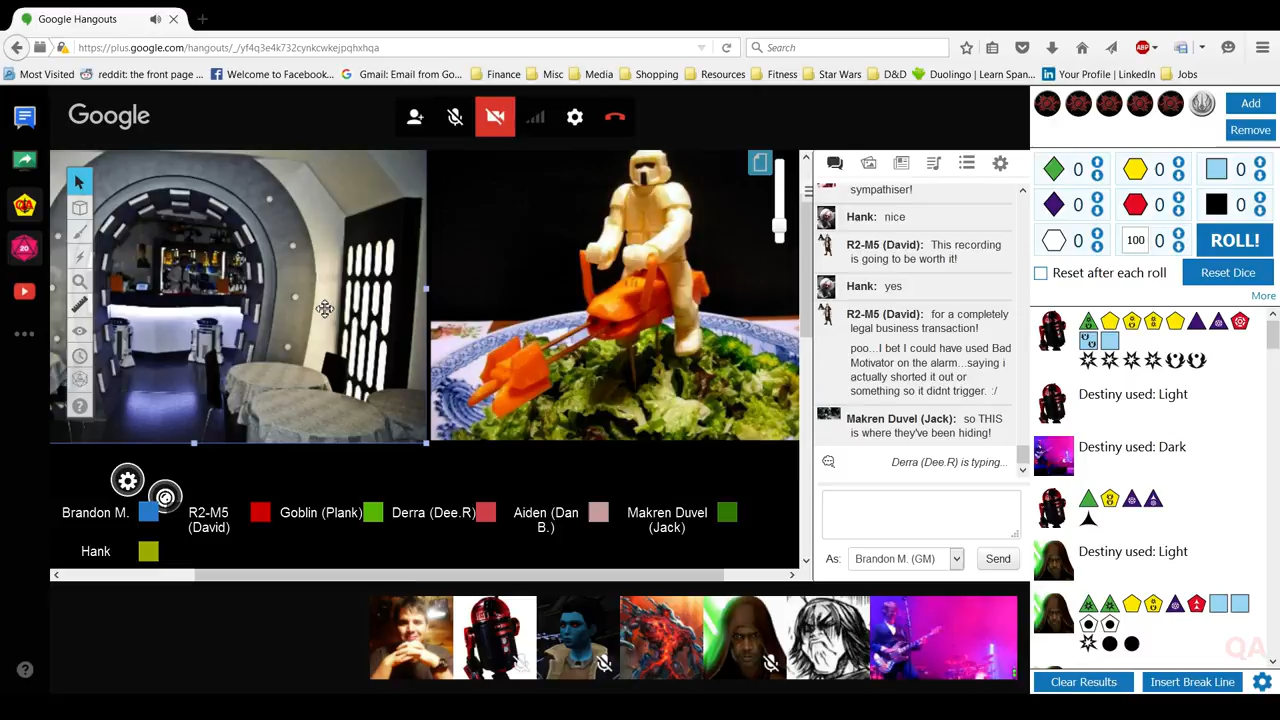 Google Hangouts
https://plus.google.com/hangouts/_/yf4q3e4k732cynkcwkejpqhxhqa
Search
ABP
Most Visited
reddit: the front page ...
Welcome to Facebook...
Gmail: Email from Go...
Finance
Misc
Media
Shopping
Resources
Fitness
Star Wars
D&D
Duolingo | Learn Span...
Your Profile | LinkedIn
Jobs
Google
sympathiser!
Hank: nice
R2-M5 (David): This recording
is going to be worth it!
Hank: yes
R2-M5 (David): for a completely
legal business transaction!
poo...I bet I could have used Bad
Motivator on the alarm...saying i
actually shorted it out or
something so it didnt trigger. :/
Makren Duvel (Jack): so THIS
is where they've been hiding!
Derra (Dee.R) is typing...
As:
Brandon M. (GM)
Send
Brandon M.
R2-M5
(David)
Goblin (Plank)
Derra (Dee.R)
Aiden (Dan
B.)
Makren Duvel
(Jack)
Hank
20
Add
Remove
0
0
0
0
0
0
0
100
0
ROLL!
Reset after each roll
Reset Dice
More
Destiny used: Light
Destiny used: Dark
Destiny used: Light
QA
Clear Results
Insert Break Line